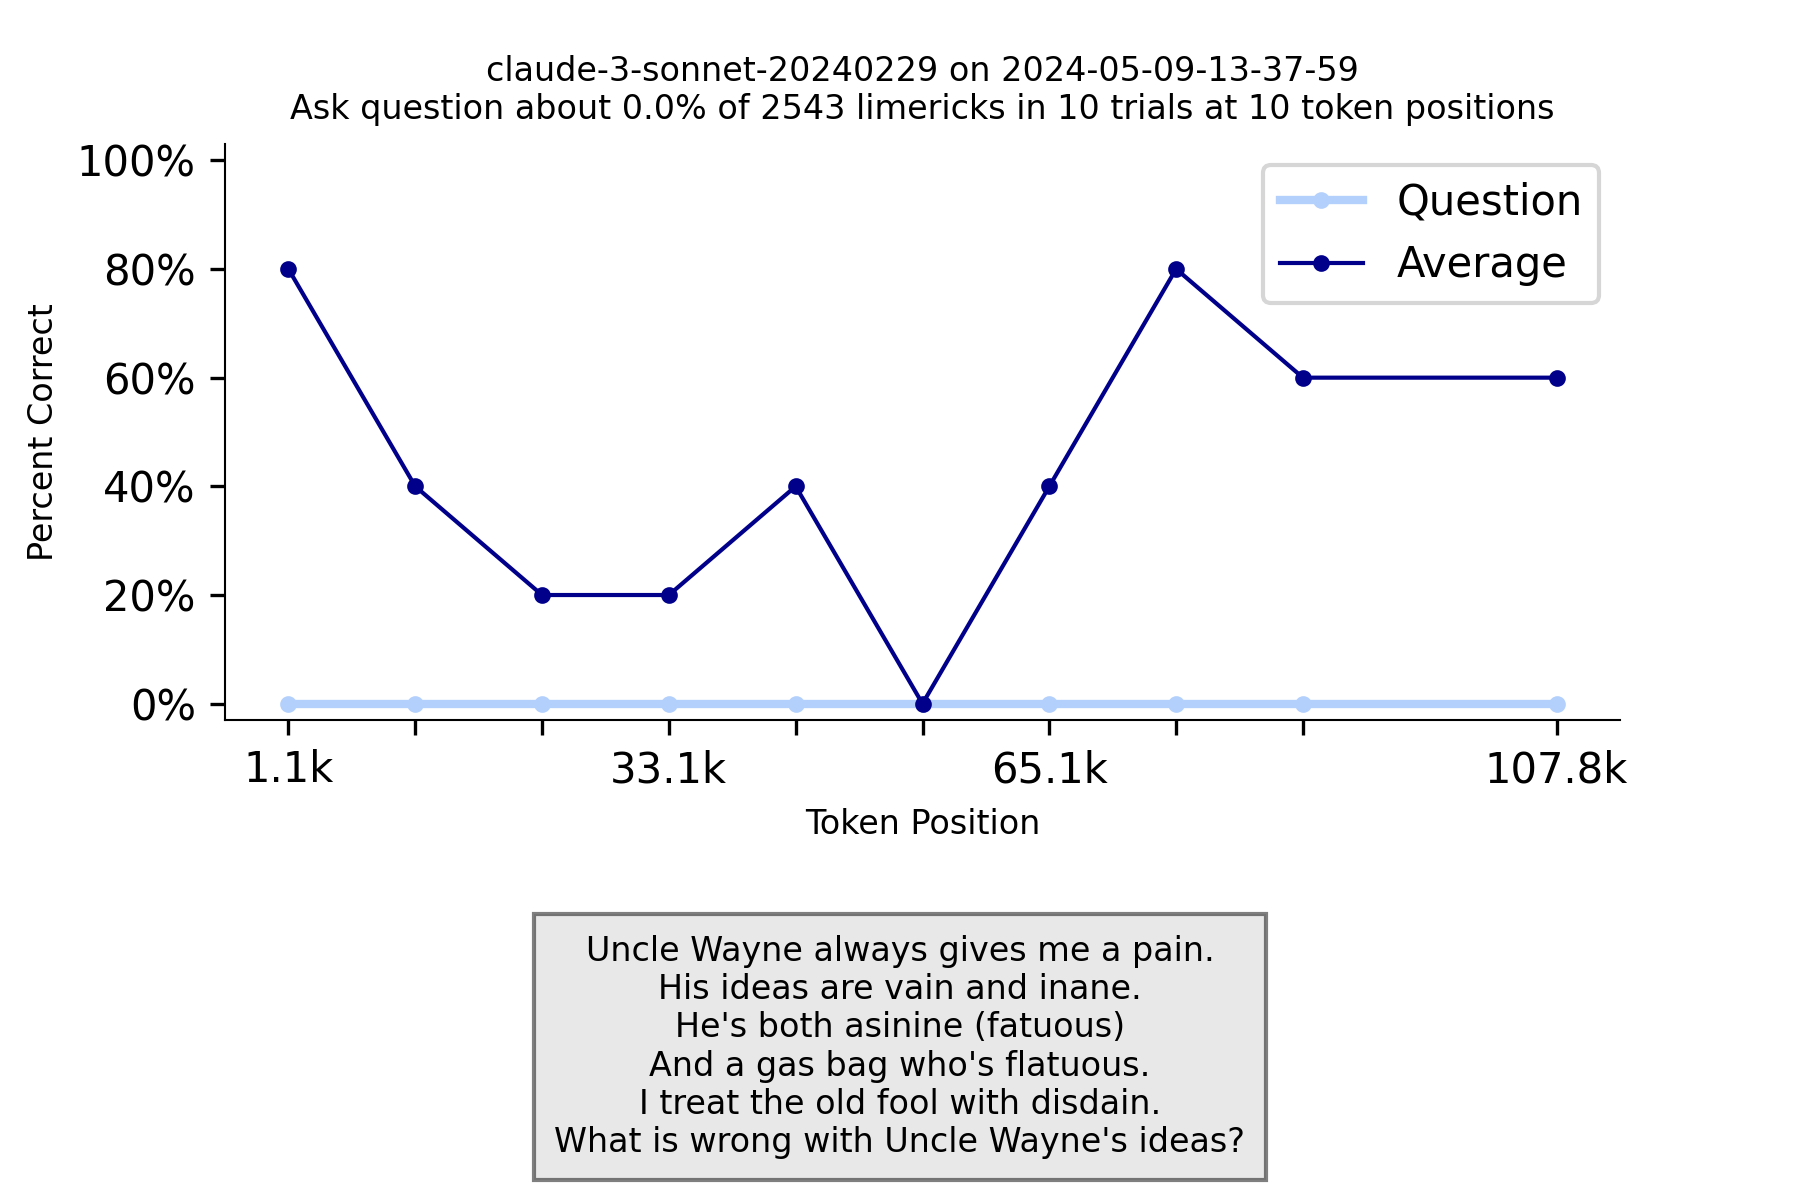 claude-3-sonnet-20240229 on 2024-05-09-13-37-59
Ask question about 0.0% of 2543 limericks in 10 trials at 10 token positions
100%
80%
60%
40%
20%
0%
Percent Correct
Question
Average
1.1k
33.1k
65.1k
107.8k
Token Position
Uncle Wayne always gives me a pain.
His ideas are vain and inane.
He's both asinine (fatuous)
And a gas bag who's flatuous.
I treat the old fool with disdain.
What is wrong with Uncle Wayne's ideas?